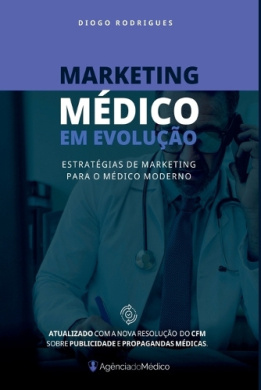 DIOGO RODRIGUES
MARKETING
MÉDICO
EM EVOLUÇÃO
ESTRATÉGIAS DE MARKETING
PARA O MÉDICO MODERNO
ATUALIZADO COM A NOVA RESOLUÇÃO DO CFM
SOBRE PUBLICIDADE E PROPAGANDAS MÉDICAS.
AgênciadoMédico